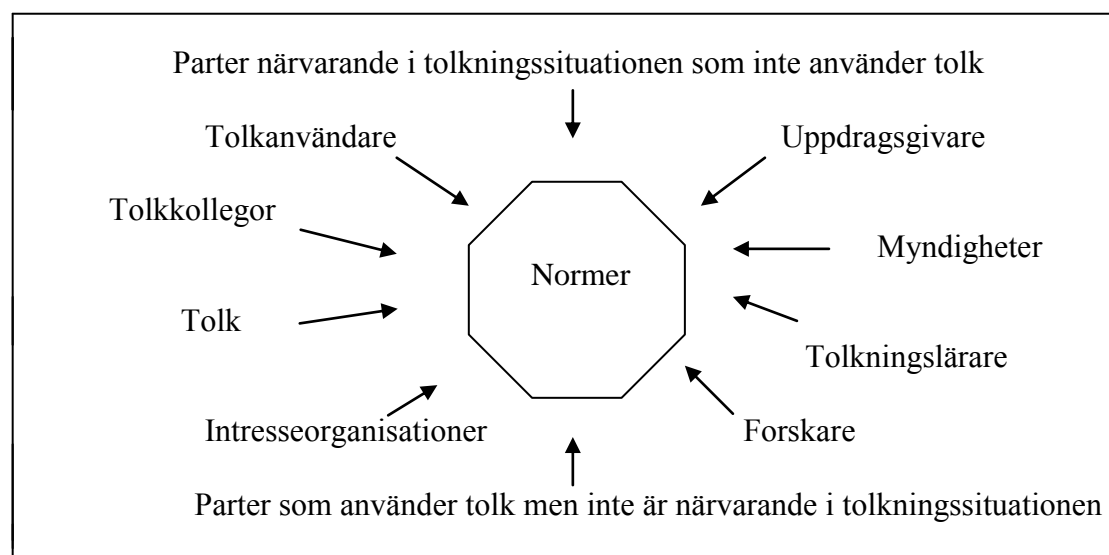 Parter närvarande i tolkningssituationen som inte använder tolk
Tolkanvändare
Uppdragsgivare
Tolkkollegor
Myndigheter
Normer
Tolk
Tolkningslärare
Intresseorganisationer
Forskare
Parter som använder tolk men inte är närvarande i tolkningssituationen